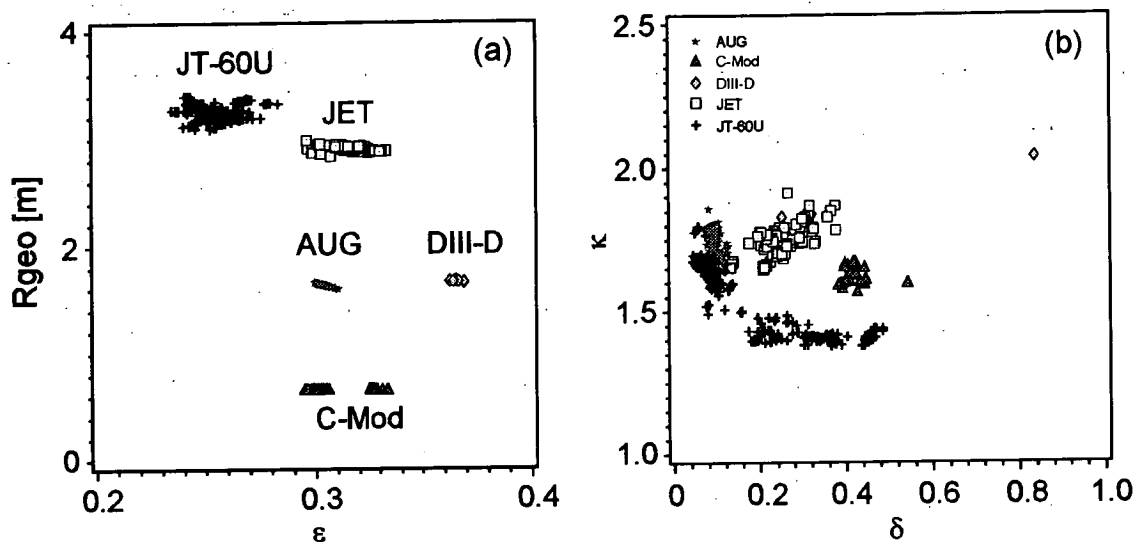 4
(a)
JT-60U
JET
Rgeo [m]
2
AUG
DIII-D
C-Mod
0
0.2
0.3
0.4
ε
2.5
(b)
AUG
C-Mod
DIII-D
JET
JT-60U
2.0
κ
1.5
1.0
0
0.2
0.4
0.6
0.8
1.0
δ